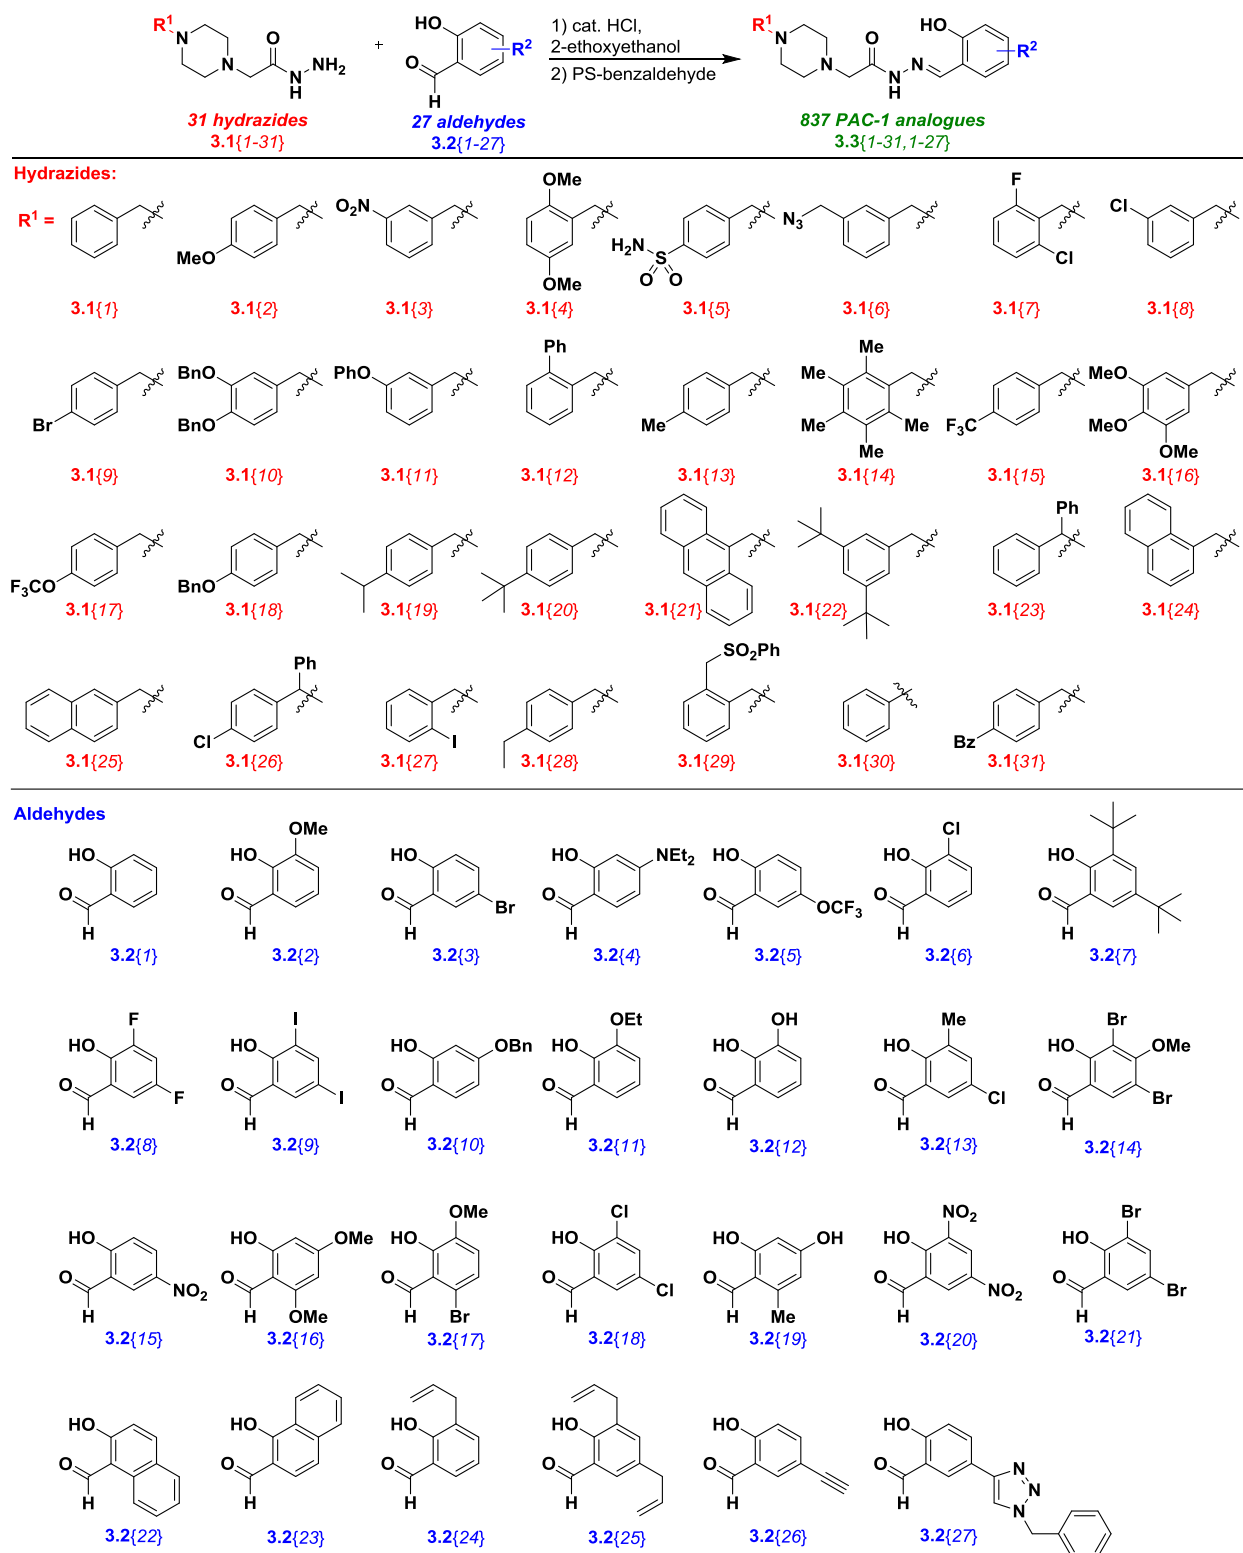 R¹
N
N
O
N
H
NH₂
+
HO
R²
O
H
1) cat. HCl,
2-ethoxyethanol
2) PS-benzaldehyde
R¹
N
N
O
N
H
N
HO
R²
31 hydrazides
3.1{1-31}
27 aldehydes
3.2{1-27}
837 PAC-1 analogues
3.3{1-31,1-27}
Hydrazides:
R¹ =
MeO
O₂N
OMe
OMe
H₂N
S
O O
N₃
F
Cl
Cl
3.1{1} 3.1{2} 3.1{3} 3.1{4} 3.1{5} 3.1{6} 3.1{7} 3.1{8}
Br
BnO
BnO
PhO
Ph
Me
Me
Me
Me
Me
Me
F₃C
MeO
MeO
OMe
3.1{9} 3.1{10} 3.1{11} 3.1{12} 3.1{13} 3.1{14} 3.1{15} 3.1{16}
F₃CO
BnO
Ph
3.1{17} 3.1{18} 3.1{19} 3.1{20} 3.1{21} 3.1{22} 3.1{23} 3.1{24}
Ph
Cl
I
SO₂Ph
Bz
3.1{25} 3.1{26} 3.1{27} 3.1{28} 3.1{29} 3.1{30} 3.1{31}
Aldehydes
HO
O
H
OMe
HO
O
H
HO
O
H
Br
HO
NEt₂
O
H
HO
O
H
OCF₃
Cl
HO
O
H
HO
O
H
3.2{1} 3.2{2} 3.2{3} 3.2{4} 3.2{5} 3.2{6} 3.2{7}
F
HO
O
H
F
I
HO
O
H
I
HO
OBn
O
H
OEt
HO
O
H
OH
HO
O
H
Me
HO
O
H
Cl
Br
HO
OMe
O
H
Br
3.2{8} 3.2{9} 3.2{10} 3.2{11} 3.2{12} 3.2{13} 3.2{14}
HO
O
H
NO₂
HO
OMe
O
H
OMe
OMe
HO
O
H
Br
Cl
HO
O
H
Cl
HO
OH
O
H
Me
NO₂
HO
O
H
NO₂
Br
HO
O
H
Br
3.2{15} 3.2{16} 3.2{17} 3.2{18} 3.2{19} 3.2{20} 3.2{21}
HO
O
H
HO
O
H
HO
O
H
HO
O
H
HO
O
H
HO
O
H
N
N
N
3.2{22} 3.2{23} 3.2{24} 3.2{25} 3.2{26} 3.2{27}